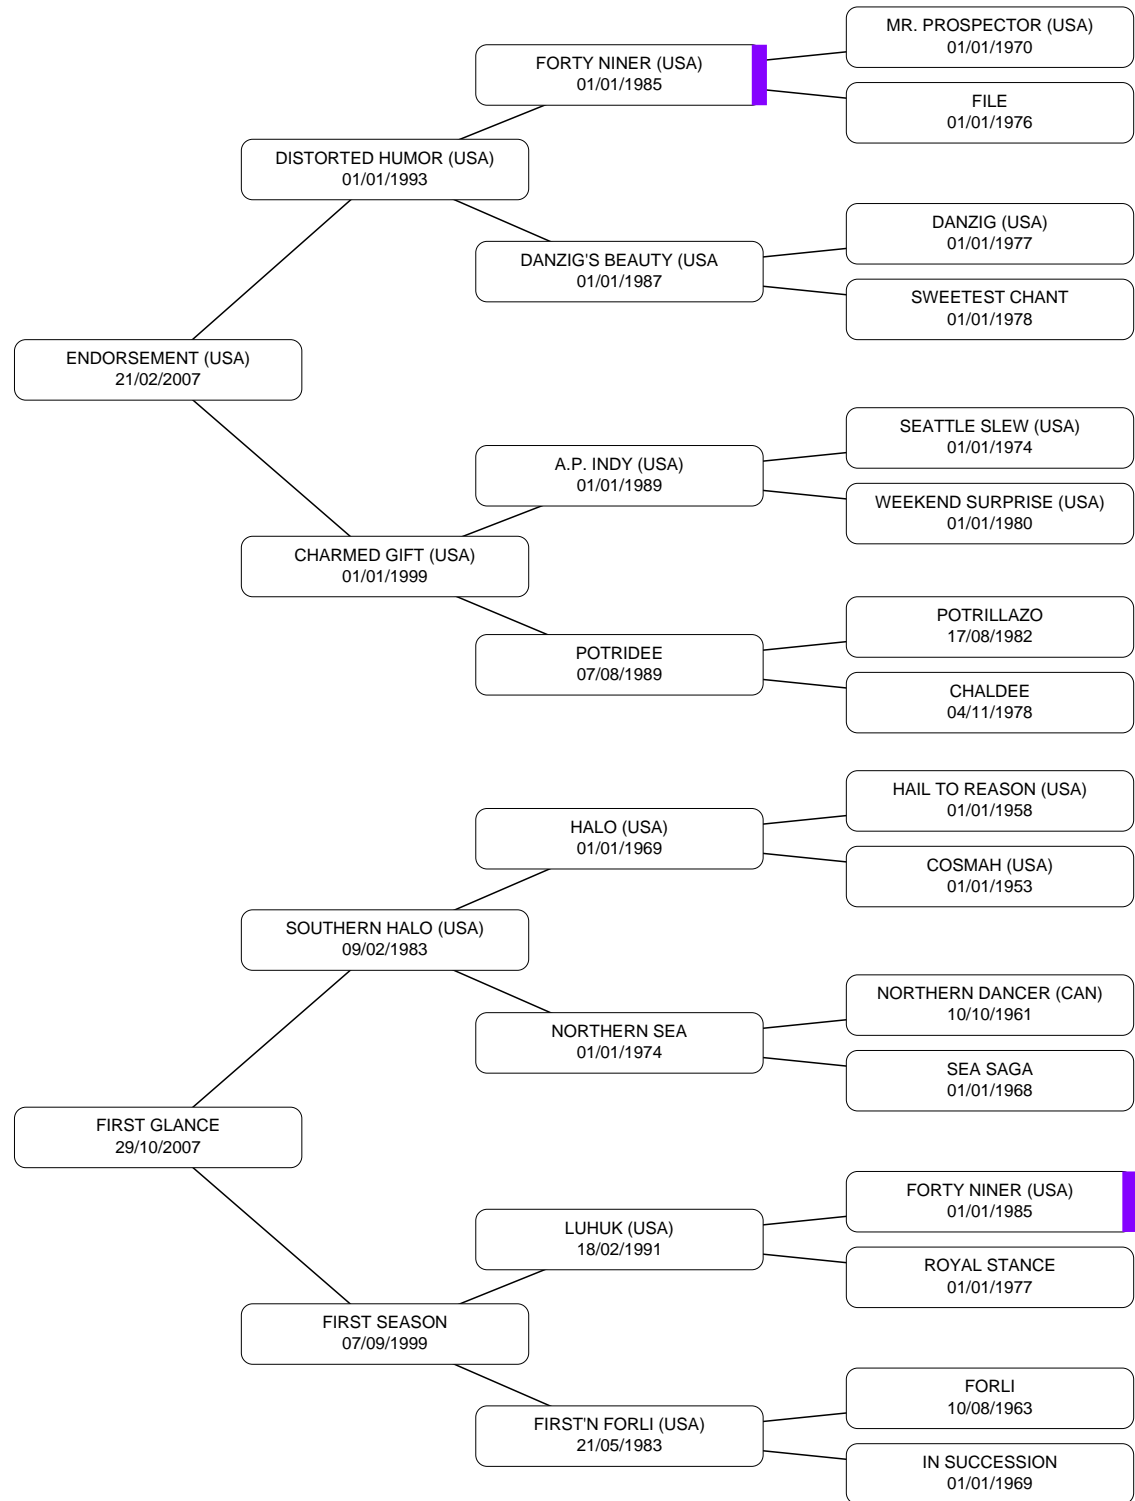 MR. PROSPECTOR (USA)
01/01/1970
FORTY NINER (USA)
01/01/1985
FILE
01/01/1976
DISTORTED HUMOR (USA)
01/01/1993
DANZIG (USA)
01/01/1977
DANZIG'S BEAUTY (USA
01/01/1987
SWEETEST CHANT
01/01/1978
ENDORSEMENT (USA)
21/02/2007
SEATTLE SLEW (USA)
01/01/1974
A.P. INDY (USA)
01/01/1989
WEEKEND SURPRISE (USA)
01/01/1980
CHARMED GIFT (USA)
01/01/1999
POTRILLAZO
17/08/1982
POTRIDEE
07/08/1989
CHALDEE
04/11/1978
HAIL TO REASON (USA)
01/01/1958
HALO (USA)
01/01/1969
COSMAH (USA)
01/01/1953
SOUTHERN HALO (USA)
09/02/1983
NORTHERN DANCER (CAN)
10/10/1961
NORTHERN SEA
01/01/1974
SEA SAGA
01/01/1968
FIRST GLANCE
29/10/2007
FORTY NINER (USA)
01/01/1985
LUHUK (USA)
18/02/1991
ROYAL STANCE
01/01/1977
FIRST SEASON
07/09/1999
FORLI
10/08/1963
FIRST'N FORLI (USA)
21/05/1983
IN SUCCESSION
01/01/1969